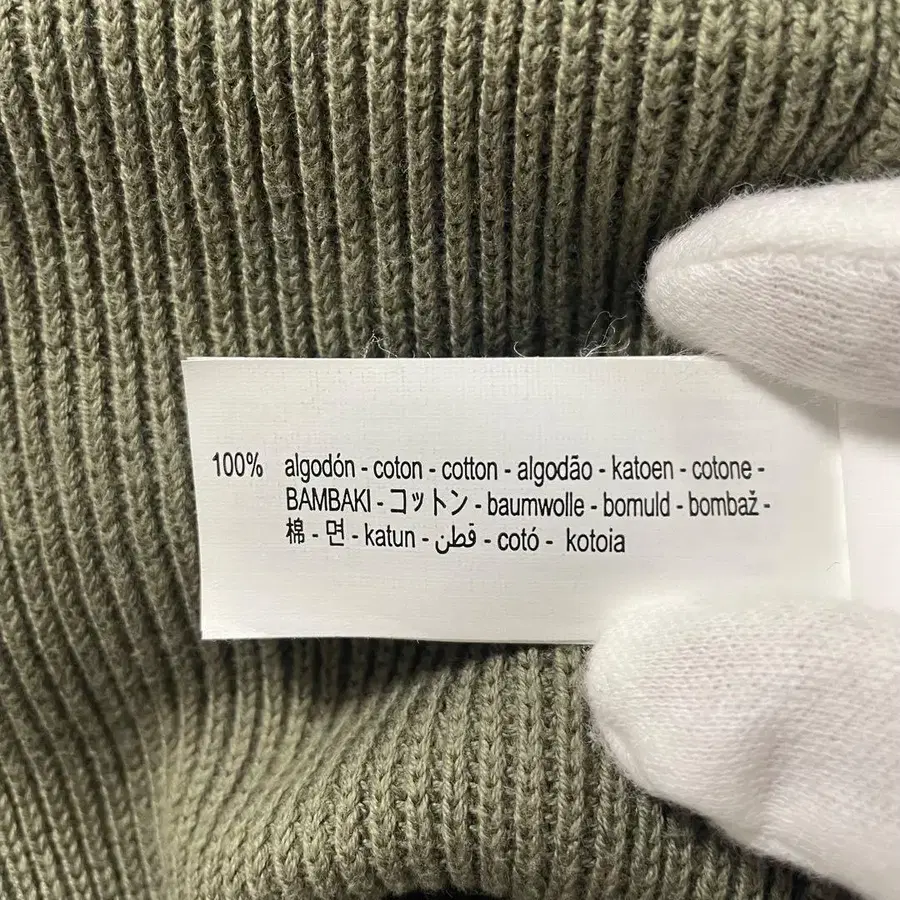 100% algodón - coton - cotton - algodão - katoen - cotone -
BAMBAKI - コットン - baumwolle - bomuld - bombaž -
棉 - 면 - katun - قطن - cotó - kotoia